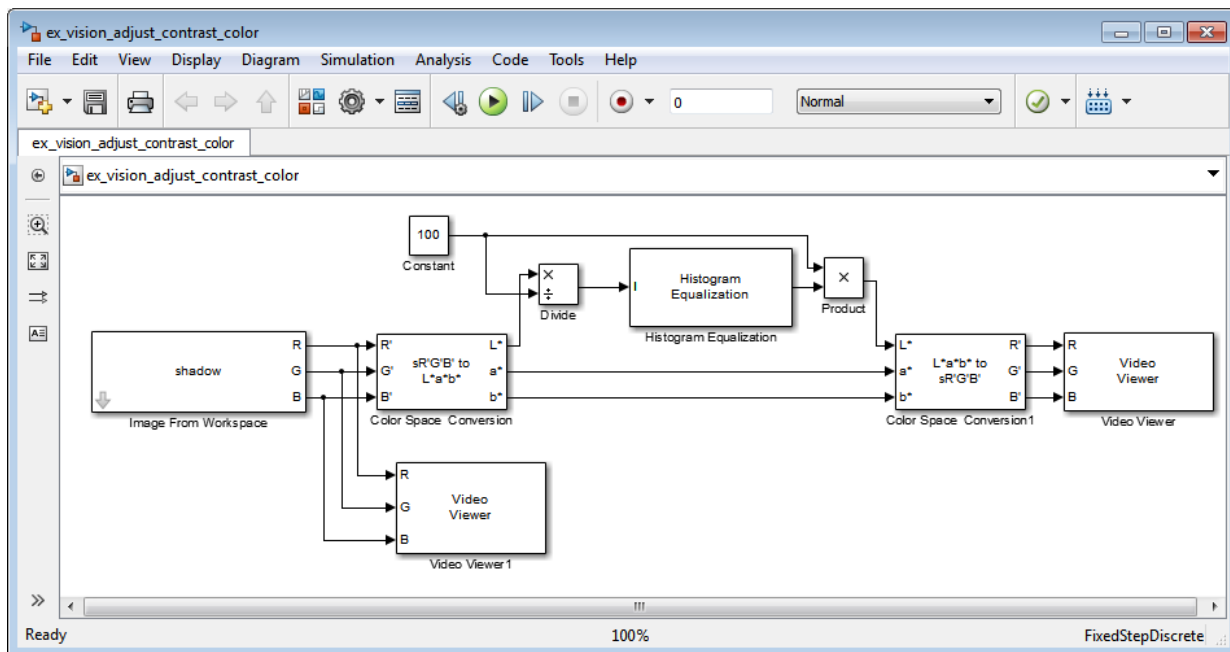 ex_vision_adjust_contrast_color
File Edit View Display Diagram Simulation Analysis Code Tools Help
0 Normal
ex_vision_adjust_contrast_color
ex_vision_adjust_contrast_color
100
Constant
×
÷
Divide
I
Histogram
Equalization
Histogram Equalization
×
Product
shadow
R
G
B
Image From Workspace
R'
G'
B'
sR'G'B' to
L*a*b*
L*
a*
b*
Color Space Conversion
L*
a*
b*
L*a*b* to
sR'G'B'
R'
G'
B'
Color Space Conversion1
R
G
B
Video
Viewer
Video Viewer
R
G
B
Video
Viewer
Video Viewer1
Ready 100% FixedStepDiscrete